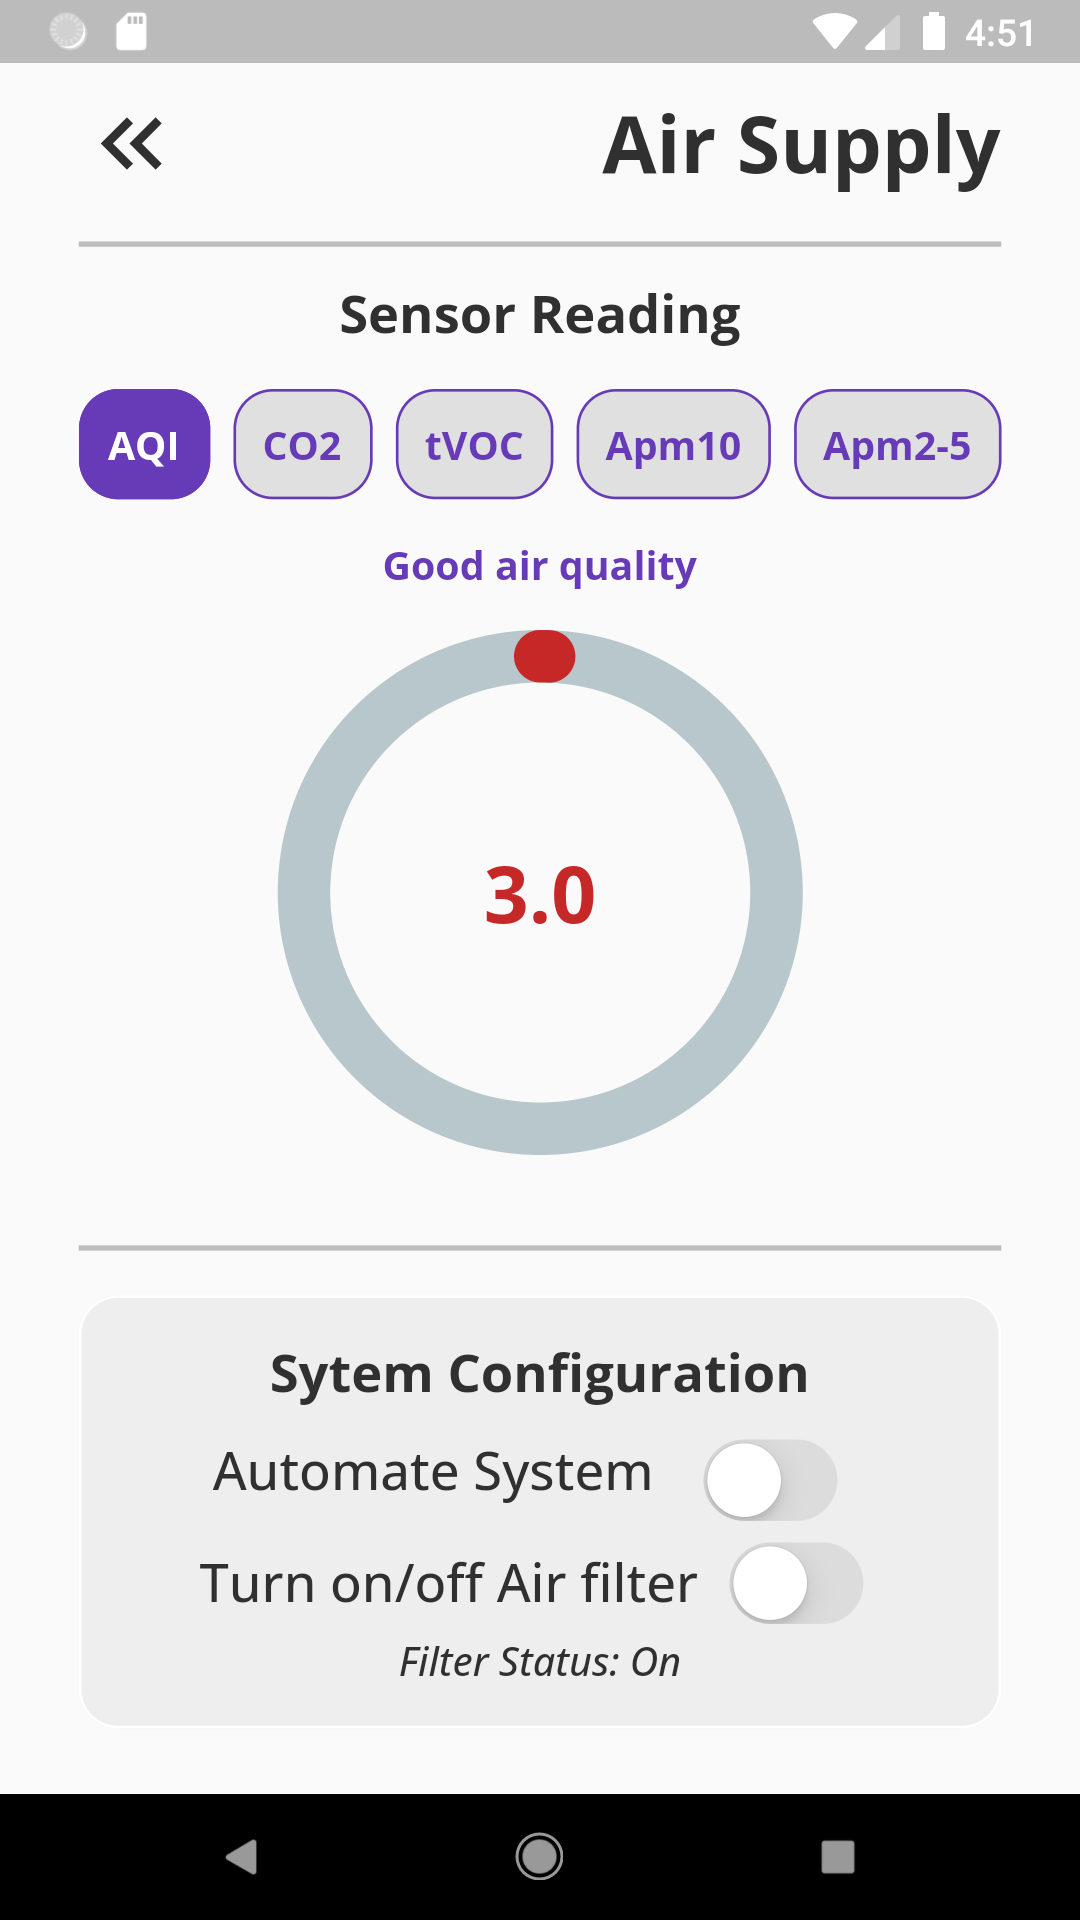 4:51
Air Supply
Sensor Reading
AQI CO2 tVOC Apm10 Apm2-5
Good air quality
3.0
Sytem Configuration
Automate System
Turn on/off Air filter
Filter Status: On